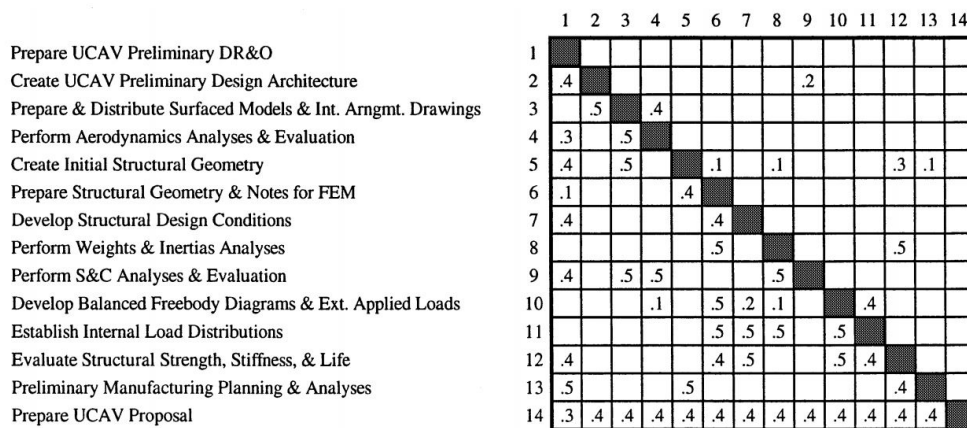 1 2 3 4 5 6 7 8 9 10 11 12 13 14
Prepare UCAV Preliminary DR&O 1
Create UCAV Preliminary Design Architecture 2 .4 .2
Prepare & Distribute Surfaced Models & Int. Arngmt. Drawings 3 .5 .4
Perform Aerodynamics Analyses & Evaluation 4 .3 .5
Create Initial Structural Geometry 5 .4 .5 .1 .1 .3 .1
Prepare Structural Geometry & Notes for FEM 6 .1 .4
Develop Structural Design Conditions 7 .4 .4
Perform Weights & Inertias Analyses 8 .5 .5
Perform S&C Analyses & Evaluation 9 .4 .5 .5 .5
Develop Balanced Freebody Diagrams & Ext. Applied Loads 10 .1 .5 .2 .1 .4
Establish Internal Load Distributions 11 .5 .5 .5 .5
Evaluate Structural Strength, Stiffness, & Life 12 .4 .4 .5 .5 .4
Preliminary Manufacturing Planning & Analyses 13 .5 .5 .4
Prepare UCAV Proposal 14 .3 .4 .4 .4 .4 .4 .4 .4 .4 .4 .4 .4 .4